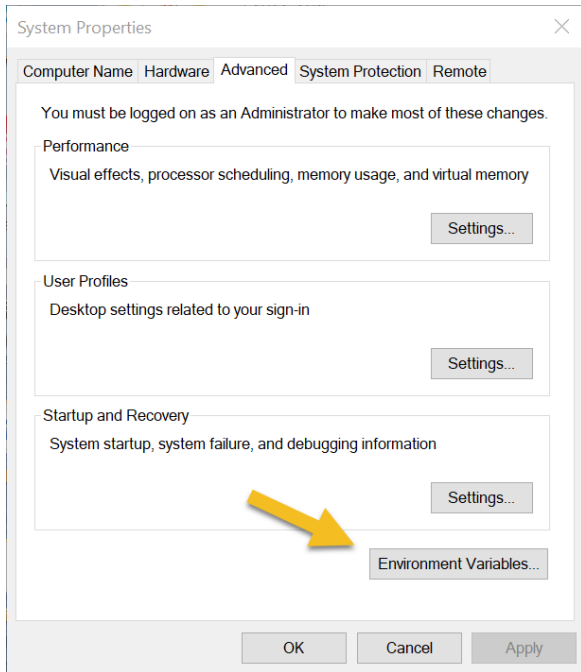 System Properties
Computer Name Hardware Advanced System Protection Remote
You must be logged on as an Administrator to make most of these changes.
Performance
Visual effects, processor scheduling, memory usage, and virtual memory
Settings...
User Profiles
Desktop settings related to your sign-in
Settings...
Startup and Recovery
System startup, system failure, and debugging information
Settings...
Environment Variables...
OK Cancel Apply